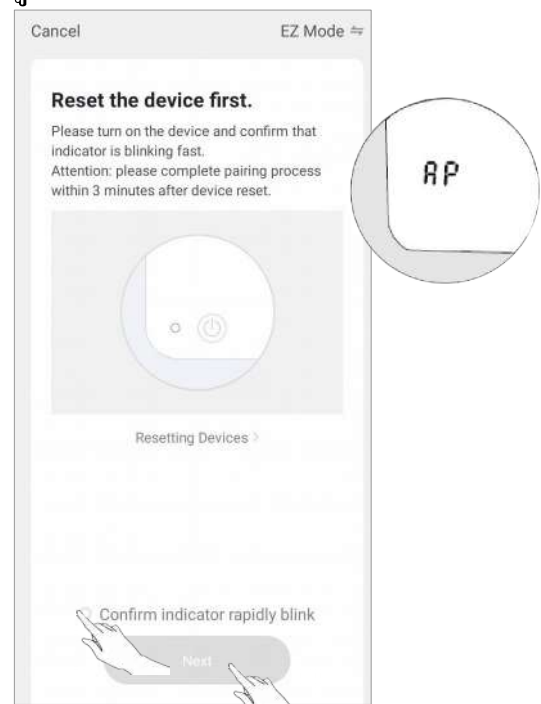 Cancel
EZ Mode ⇋
Reset the device first.
Please turn on the device and confirm that
indicator is blinking fast.
Attention: please complete pairing process
within 3 minutes after device reset.
AP
Resetting Devices >
Confirm indicator rapidly blink
Next